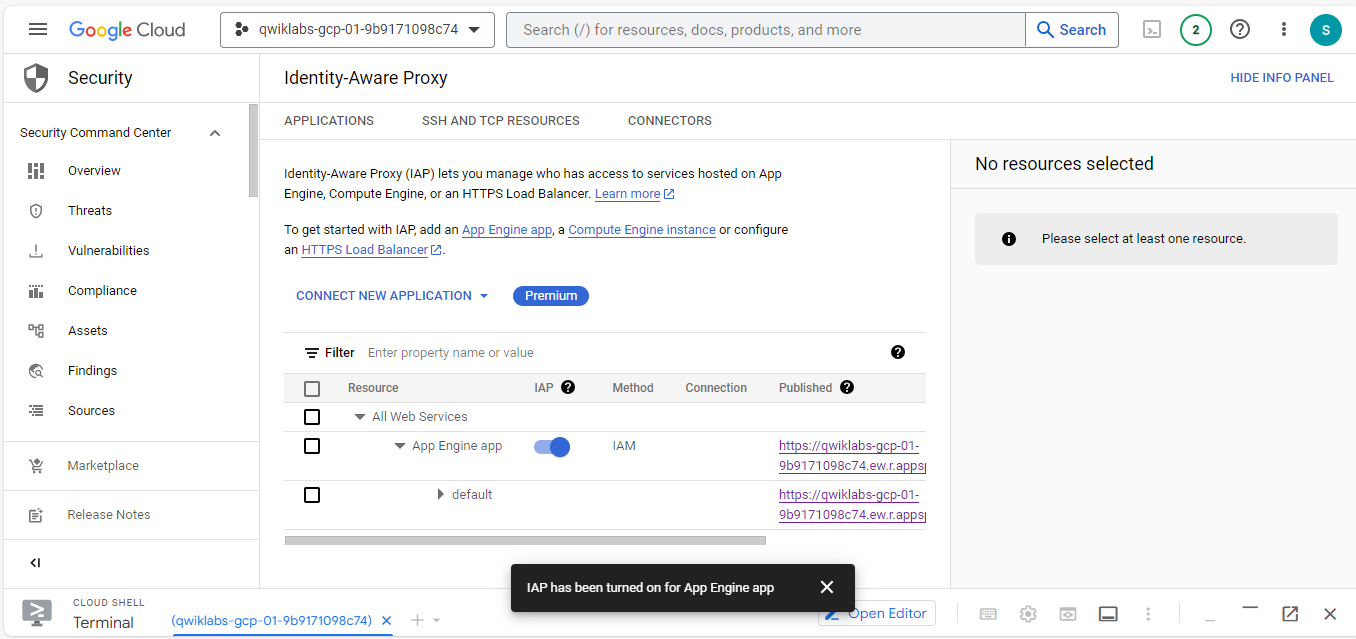 Google Cloud
qwiklabs-gcp-01-9b9171098c74
Search (/) for resources, docs, products, and more
Search
2
S
Security
Identity-Aware Proxy
HIDE INFO PANEL
Security Command Center
Overview
Threats
Vulnerabilities
Compliance
Assets
Findings
Sources
Marketplace
Release Notes
APPLICATIONS
SSH AND TCP RESOURCES
CONNECTORS
Identity-Aware Proxy (IAP) lets you manage who has access to services hosted on App
Engine, Compute Engine, or an HTTPS Load Balancer. Learn more
To get started with IAP, add an App Engine app, a Compute Engine instance or configure
an HTTPS Load Balancer.
CONNECT NEW APPLICATION
Premium
Filter Enter property name or value
Resource IAP Method Connection Published
All Web Services
App Engine app IAM https://qwiklabs-gcp-01-
9b9171098c74.ew.r.apps
default https://qwiklabs-gcp-01-
9b9171098c74.ew.r.apps
No resources selected
Please select at least one resource.
IAP has been turned on for App Engine app
CLOUD SHELL
Terminal
(qwiklabs-gcp-01-9b9171098c74)
Open Editor